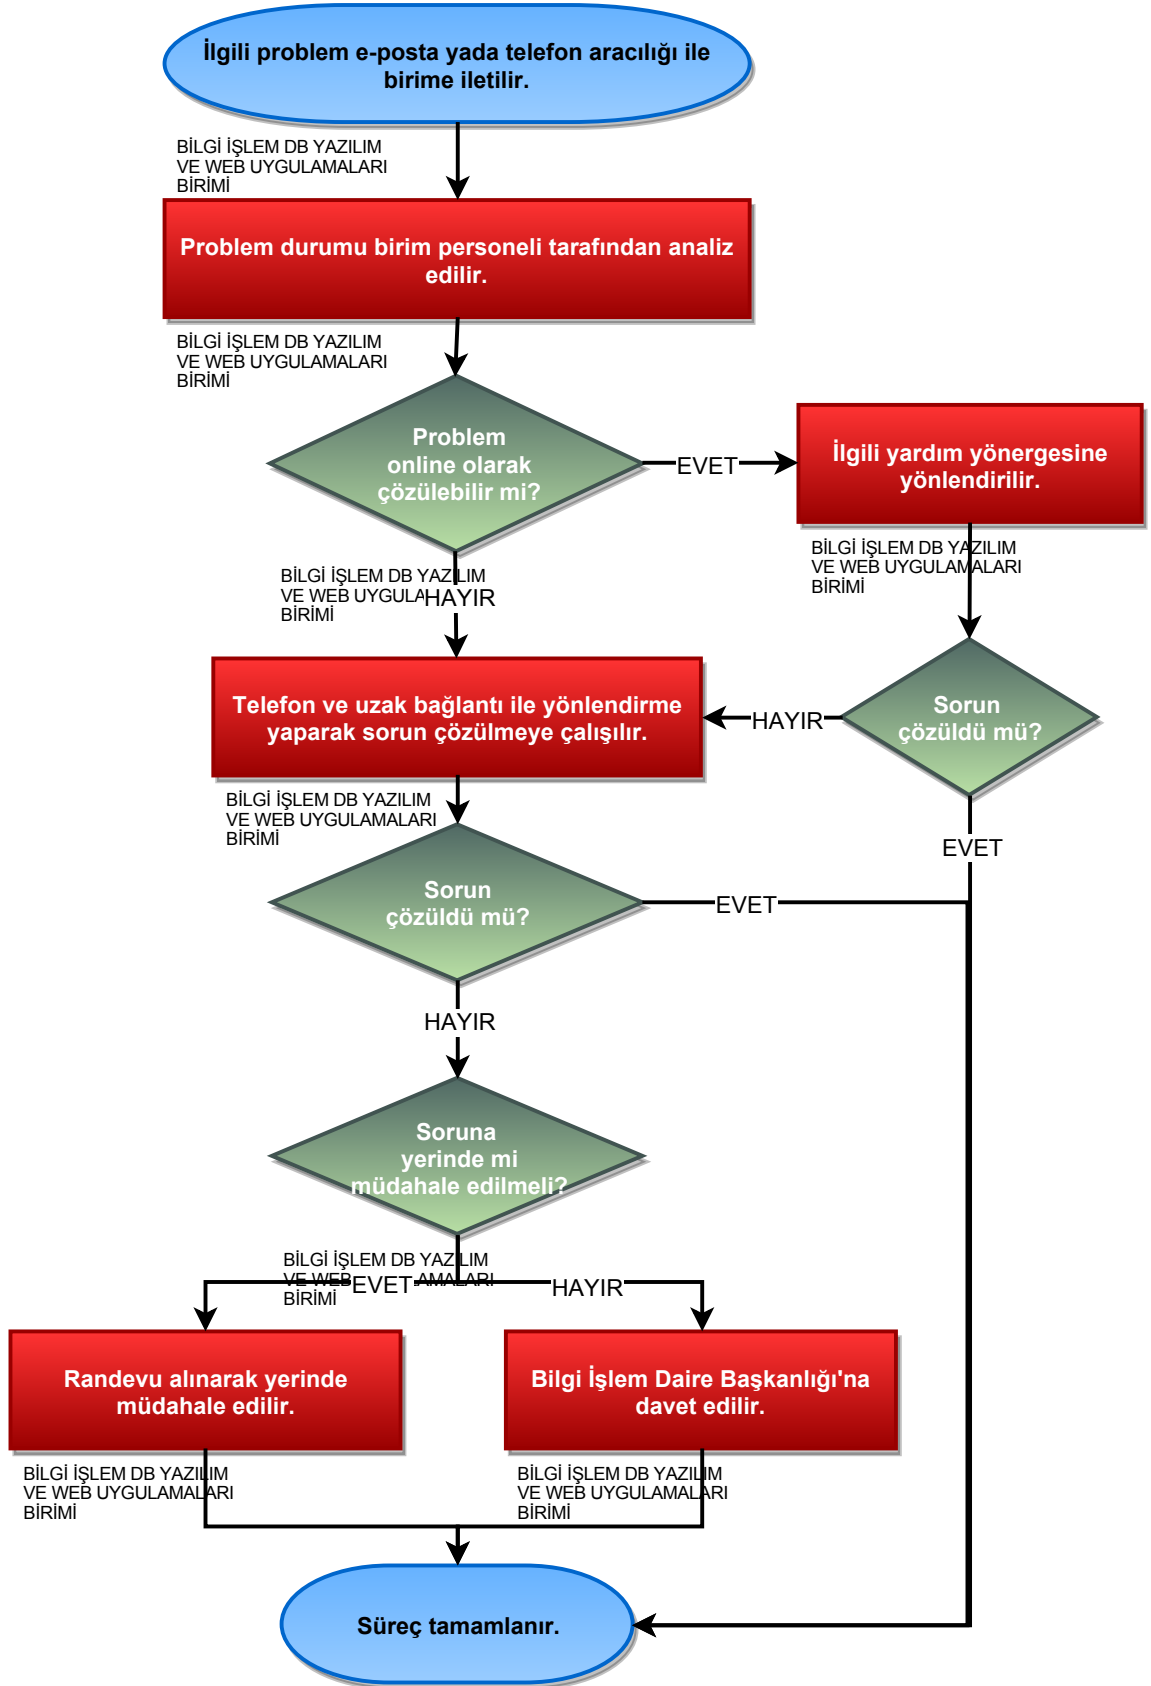 İlgili problem e-posta yada telefon aracılığı ile
birime iletilir.
BİLGİ İŞLEM DB YAZILIM
VE WEB UYGULAMALARI
BİRİMİ
Problem durumu birim personeli tarafından analiz
edilir.
BİLGİ İŞLEM DB YAZILIM
VE WEB UYGULAMALARI
BİRİMİ
Problem
online olarak
çözülebilir mi?
EVET
İlgili yardım yönergesine
yönlendirilir.
BİLGİ İŞLEM DB YAZILIM
VE WEB UYGULAMALARI
BİRİMİ
BİLGİ İŞLEM DB YAZILIM
VE WEB UYGULA
BİRİMİ
HAYIR
Telefon ve uzak bağlantı ile yönlendirme
yaparak sorun çözülmeye çalışılır.
HAYIR
Sorun
çözüldü mü?
BİLGİ İŞLEM DB YAZILIM
VE WEB UYGULAMALARI
BİRİMİ
EVET
Sorun
çözüldü mü?
EVET
HAYIR
Soruna
yerinde mi
müdahale edilmeli?
BİLGİ İŞLEM DB YAZILIM
VE WEB AMALARI
BİRİMİ
EVET
HAYIR
Randevu alınarak yerinde
müdahale edilir.
Bilgi İşlem Daire Başkanlığı'na
davet edilir.
BİLGİ İŞLEM DB YAZILIM
VE WEB UYGULAMALARI
BİRİMİ
BİLGİ İŞLEM DB YAZILIM
VE WEB UYGULAMALARI
BİRİMİ
Süreç tamamlanır.